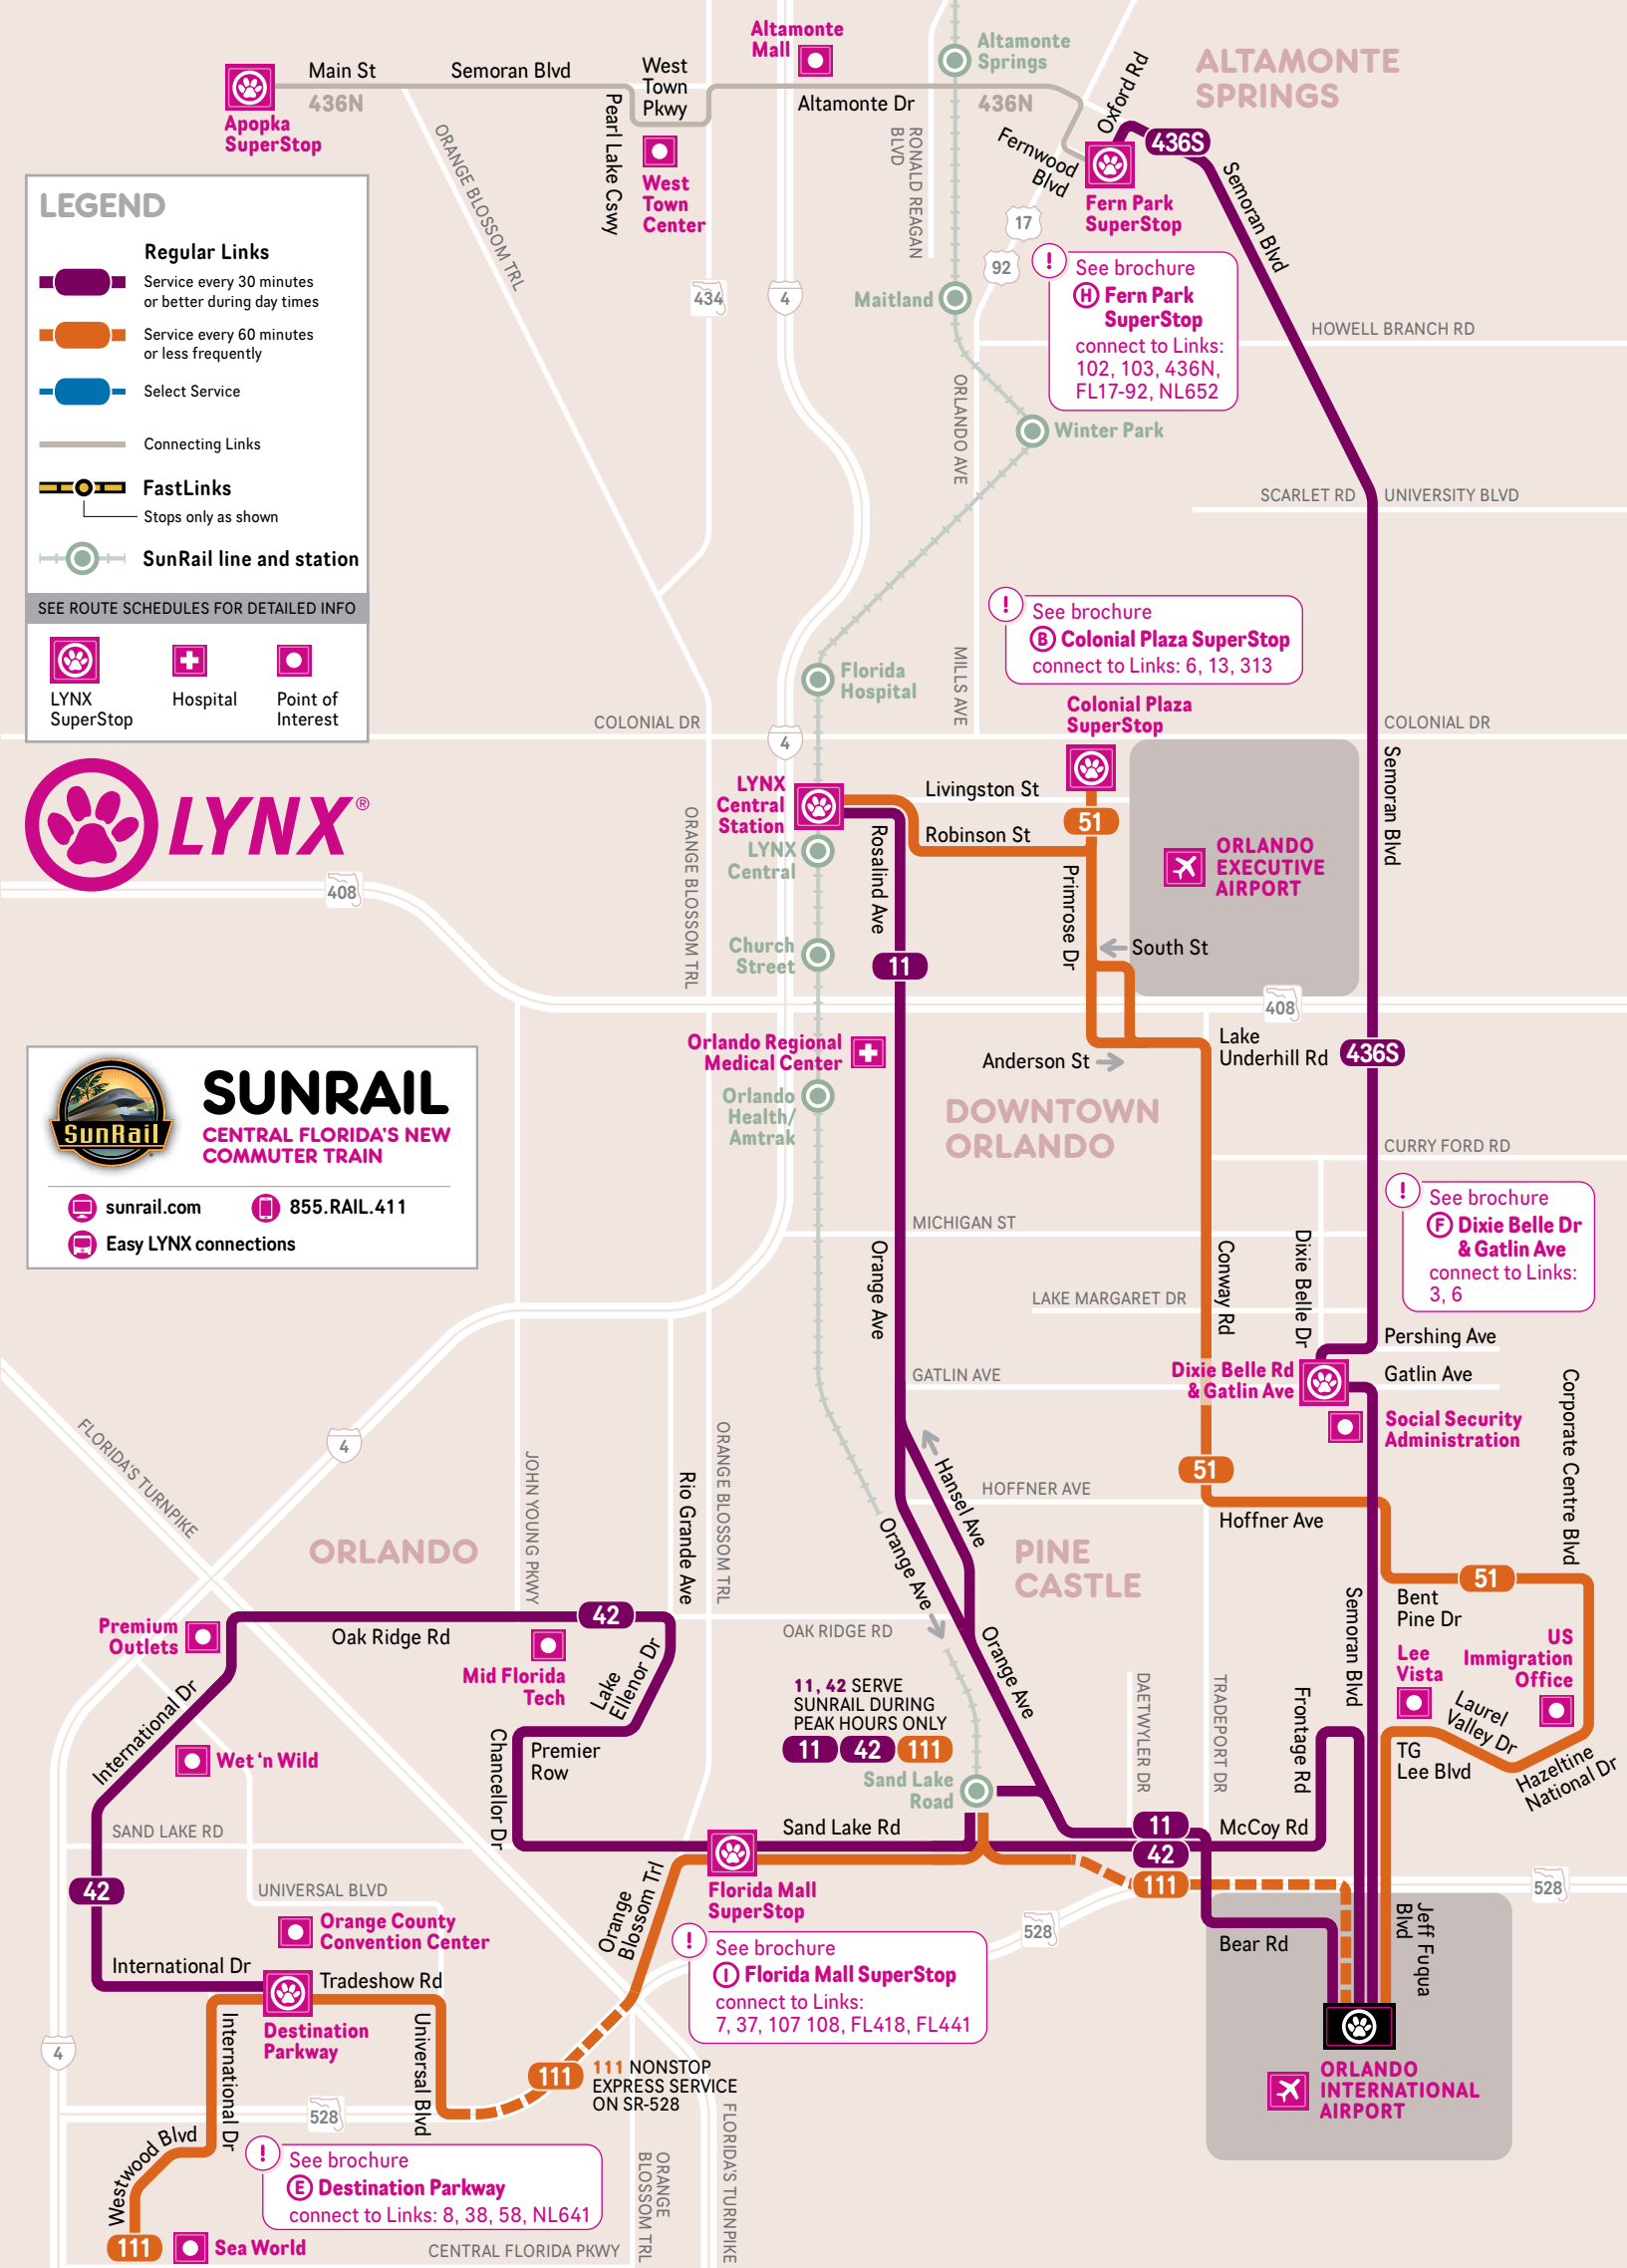 Altamonte
Mall
Altamonte
Springs
ALTAMONTE
SPRINGS
Main St
436N
Semoran Blvd
West
Town
Pkwy
Altamonte Dr
436N
Oxford Rd
436S
Apopka
SuperStop
Pearl Lake Cswy
West
Town
Center
ORANGE BLOSSOM TRL
RONALD REAGAN
BLVD
Fernwood
Blvd
Fern Park
SuperStop
Semoran Blvd
17
92
434
4
Maitland
! See brochure
H Fern Park
SuperStop
connect to Links:
102, 103, 436N,
FL17-92, NL652
HOWELL BRANCH RD
ORLANDO AVE
Winter Park
SCARLET RD
UNIVERSITY BLVD
LEGEND
Regular Links
Service every 30 minutes
or better during day times
Service every 60 minutes
or less frequently
Select Service
Connecting Links
FastLinks
Stops only as shown
SunRail line and station
SEE ROUTE SCHEDULES FOR DETAILED INFO
LYNX
SuperStop
Hospital
Point of
Interest
! See brochure
B Colonial Plaza SuperStop
connect to Links: 6, 13, 313
Florida
Hospital
MILLS AVE
Colonial Plaza
SuperStop
COLONIAL DR
4
COLONIAL DR
LYNX®
LYNX
Central
Station
LYNX
Central
Livingston St
Robinson St
51
Rosalind Ave
Primrose Dr
ORLANDO
EXECUTIVE
AIRPORT
Semoran Blvd
ORANGE BLOSSOM TRL
408
Church
Street
11
South St
408
Orlando Regional
Medical Center
Anderson St
Lake
Underhill Rd
436S
Orlando
Health/
Amtrak
DOWNTOWN
ORLANDO
SunRail
SUNRAIL
CENTRAL FLORIDA'S NEW
COMMUTER TRAIN
sunrail.com
855.RAIL.411
Easy LYNX connections
CURRY FORD RD
! See brochure
F Dixie Belle Dr
& Gatlin Ave
connect to Links:
3, 6
MICHIGAN ST
Orange Ave
LAKE MARGARET DR
Conway Rd
Dixie Belle Dr
Pershing Ave
GATLIN AVE
Dixie Belle Rd
& Gatlin Ave
Gatlin Ave
Social Security
Administration
Corporate Centre Blvd
FLORIDA'S TURNPIKE
4
JOHN YOUNG PKWY
Rio Grande Ave
ORANGE BLOSSOM TRL
Hansel Ave
Orange Ave
HOFFNER AVE
51
Hoffner Ave
ORLANDO
PINE
CASTLE
51
Bent
Pine Dr
Premium
Outlets
42
Oak Ridge Rd
Mid Florida
Tech
Lake
Ellenor Dr
OAK RIDGE RD
Orange Ave
Semoran Blvd
Lee
Vista
US
Immigration
Office
International Dr
Wet 'n Wild
Chancellor Dr
Premier
Row
11, 42 SERVE
SUNRAIL DURING
PEAK HOURS ONLY
11 42 111
Sand Lake
Road
DAETWYLER DR
TRADEPORT DR
Frontage Rd
Laurel
Valley Dr
TG
Lee Blvd
Hazeltine
National Dr
SAND LAKE RD
Sand Lake Rd
11
42
111
McCoy Rd
42
UNIVERSAL BLVD
Orange County
Convention Center
Orange
Blossom Trl
Florida Mall
SuperStop
528
528
Bear Rd
Jeff Fuqua
Blvd
! See brochure
I Florida Mall SuperStop
connect to Links:
7, 37, 107 108, FL418, FL441
International Dr
Tradeshow Rd
Destination
Parkway
International Dr
Universal Blvd
4
111
111 NONSTOP
EXPRESS SERVICE
ON SR-528
528
ORLANDO
INTERNATIONAL
AIRPORT
Westwood Blvd
! See brochure
E Destination Parkway
connect to Links: 8, 38, 58, NL641
ORANGE
BLOSSOM TRL
FLORIDA'S TURNPIKE
111
Sea World
CENTRAL FLORIDA PKWY